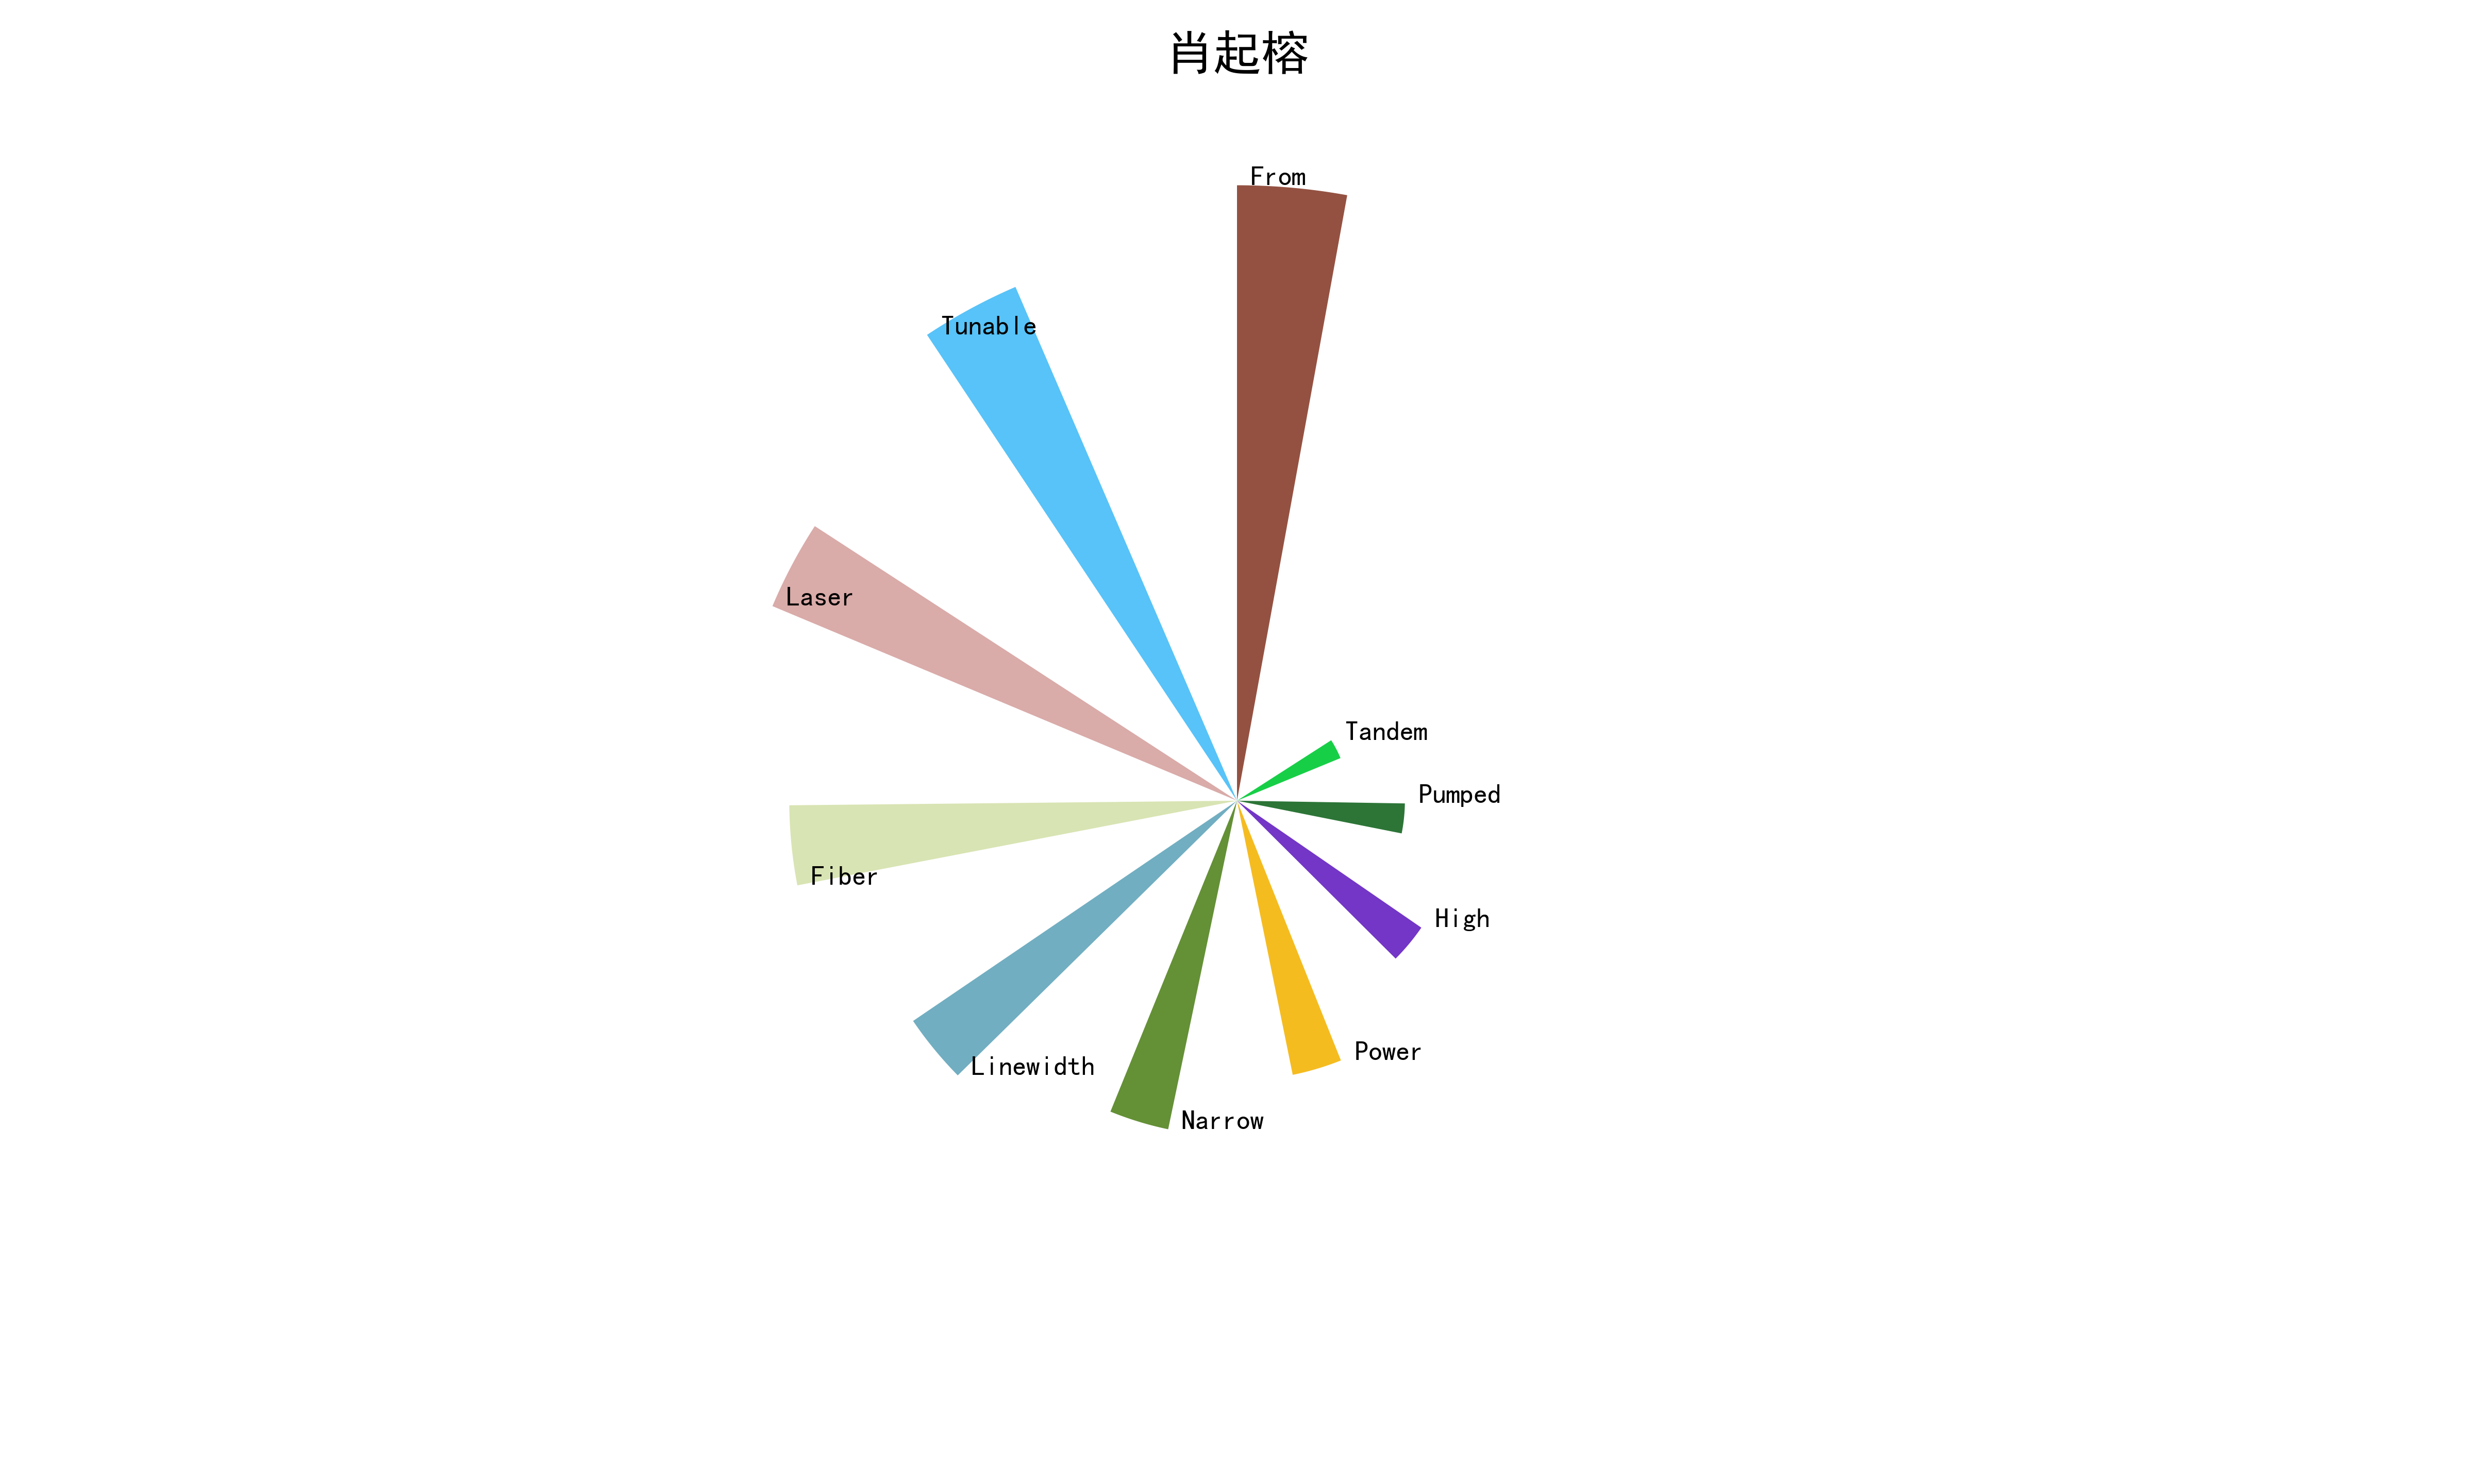 肖起榕
From
Tunable
Laser
Tandem
Pumped
Fiber
High
Power
Linewidth
Narrow